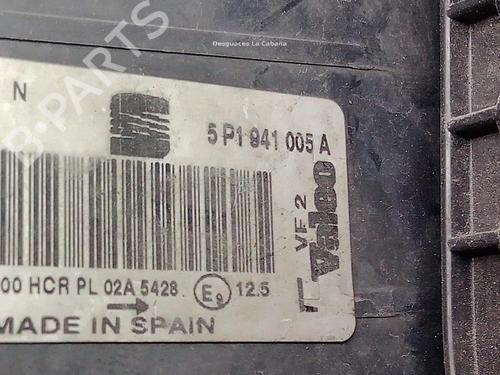 Desguaces La Cabaña
B-PARTS
N
5P1 941 005 A
VF 2
Valeo
00 HCR PL 02A 5428
E9
12.5
MADE IN SPAIN